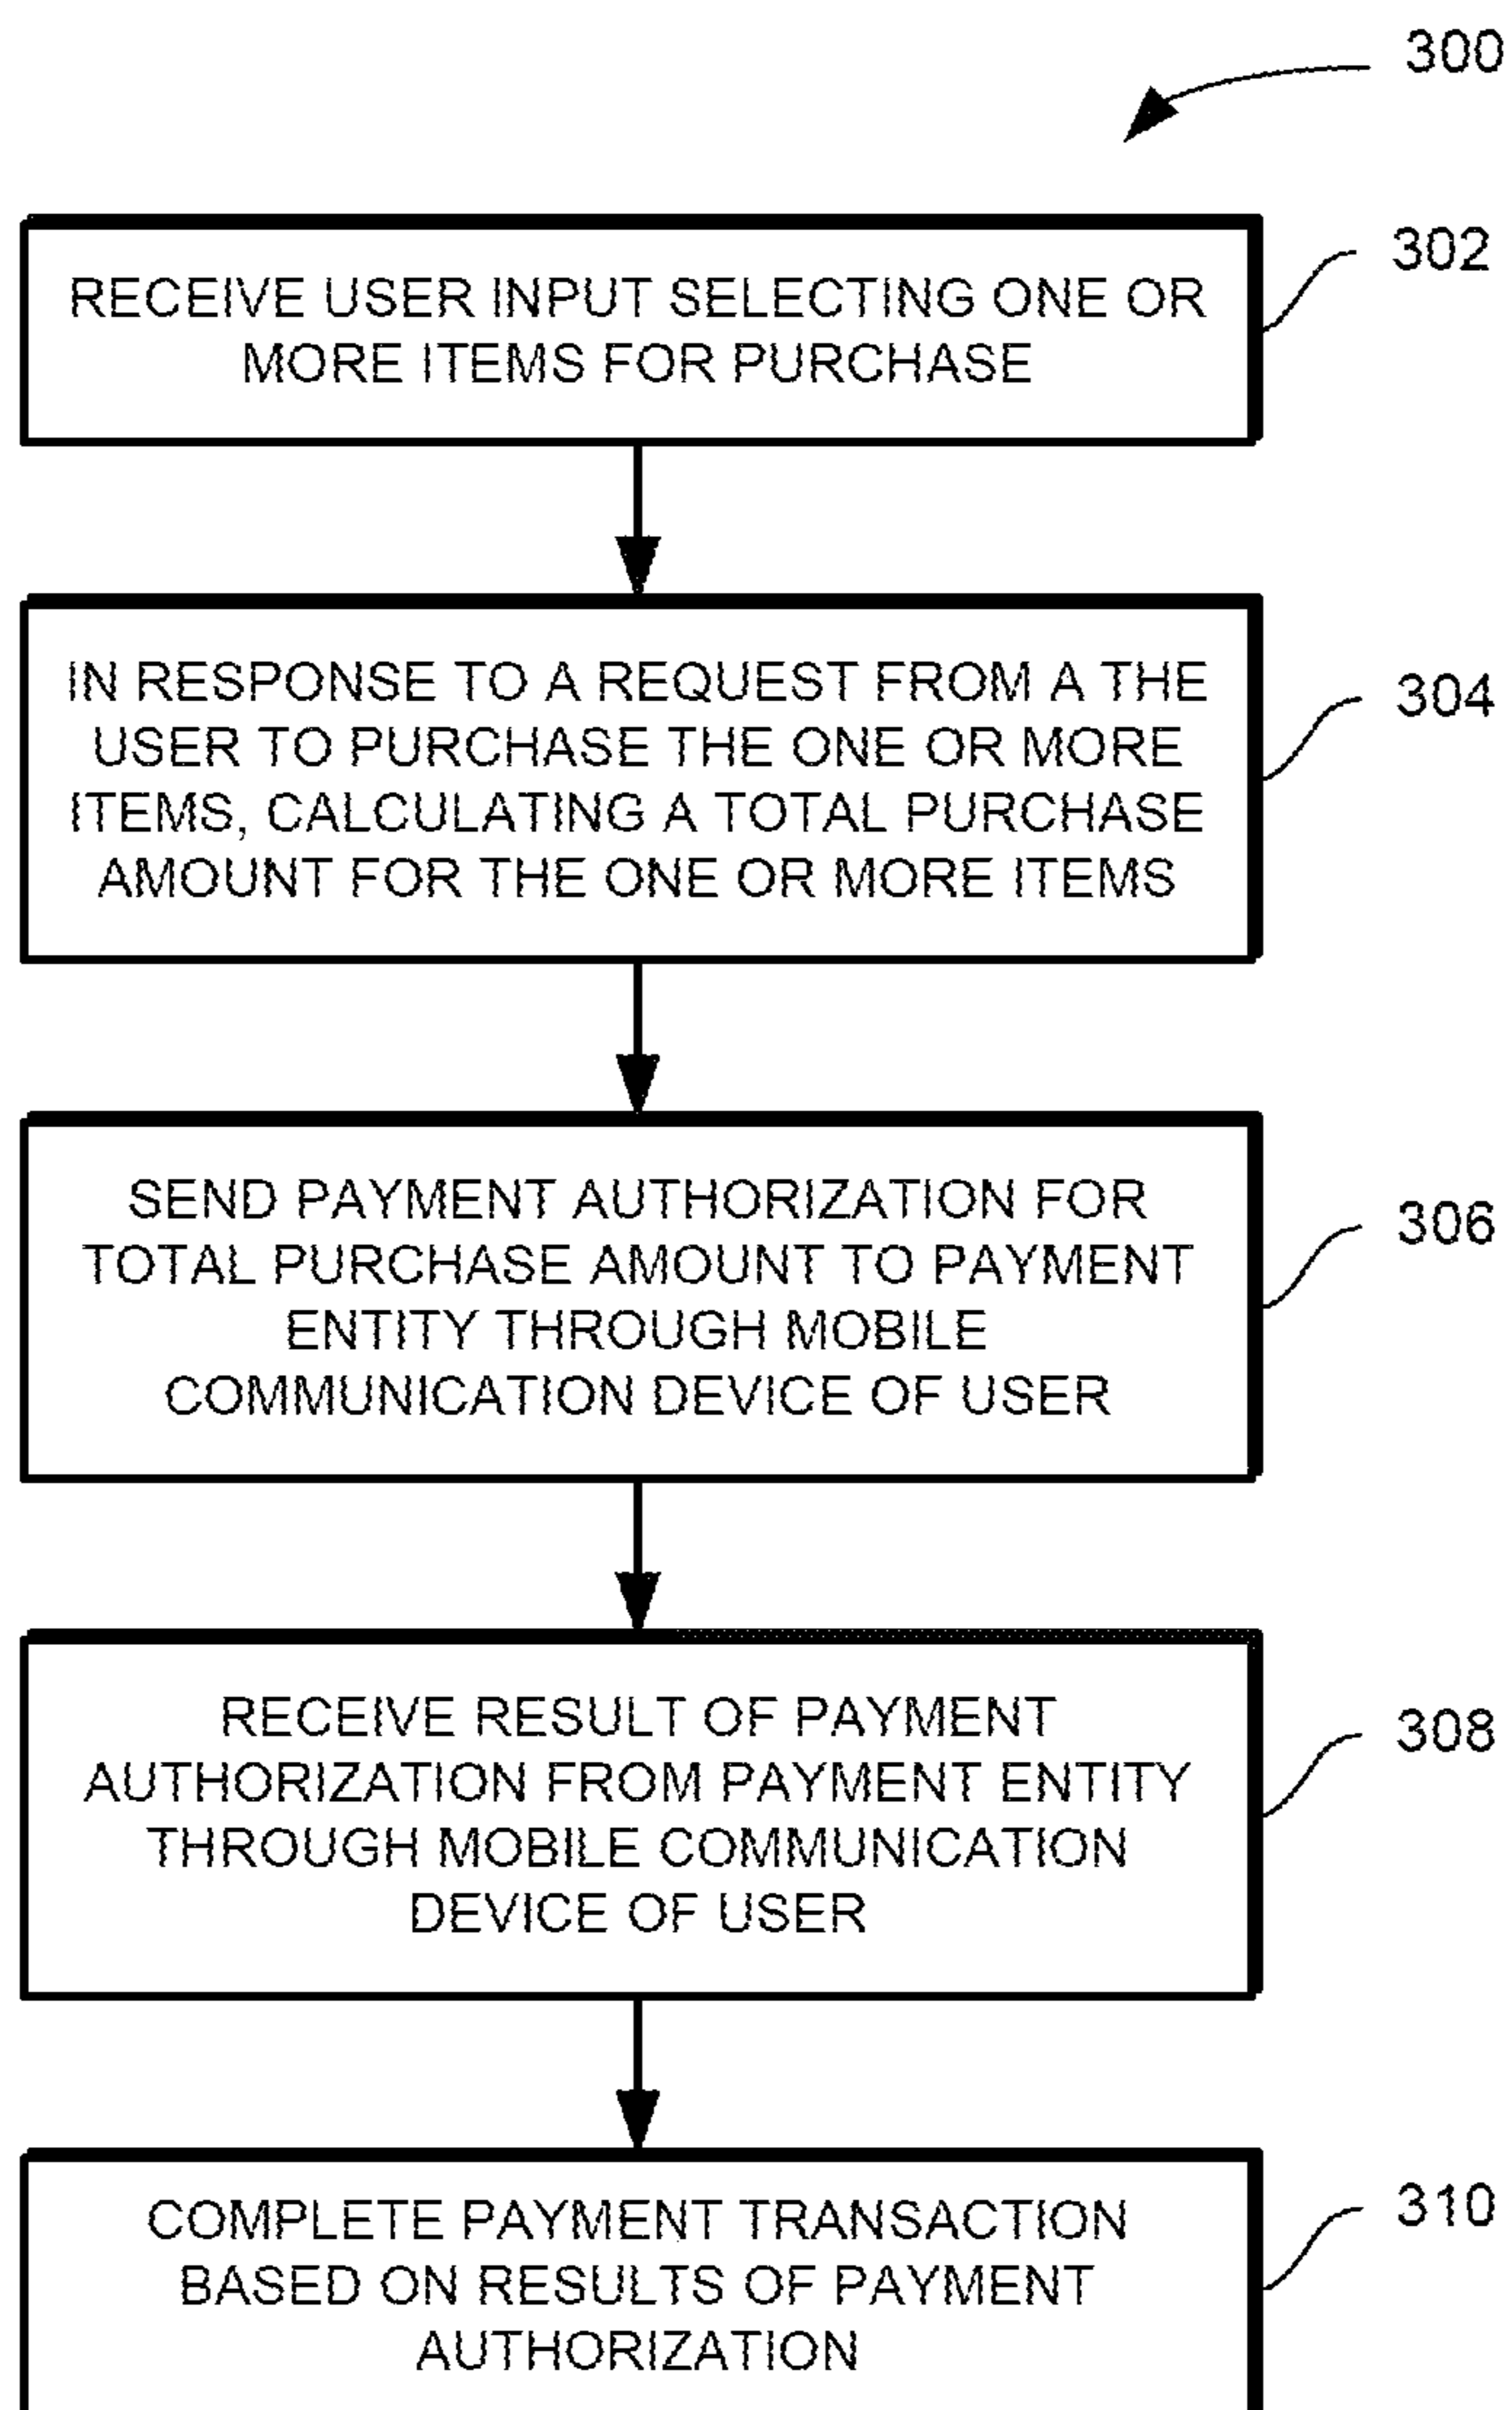 300
302
RECEIVE USER INPUT SELECTING ONE OR
MORE ITEMS FOR PURCHASE
304
IN RESPONSE TO A REQUEST FROM A THE
USER TO PURCHASE THE ONE OR MORE
ITEMS, CALCULATING A TOTAL PURCHASE
AMOUNT FOR THE ONE OR MORE ITEMS
306
SEND PAYMENT AUTHORIZATION FOR
TOTAL PURCHASE AMOUNT TO PAYMENT
ENTITY THROUGH MOBILE
COMMUNICATION DEVICE OF USER
308
RECEIVE RESULT OF PAYMENT
AUTHORIZATION FROM PAYMENT ENTITY
THROUGH MOBILE COMMUNICATION
DEVICE OF USER
310
COMPLETE PAYMENT TRANSACTION
BASED ON RESULTS OF PAYMENT
AUTHORIZATION